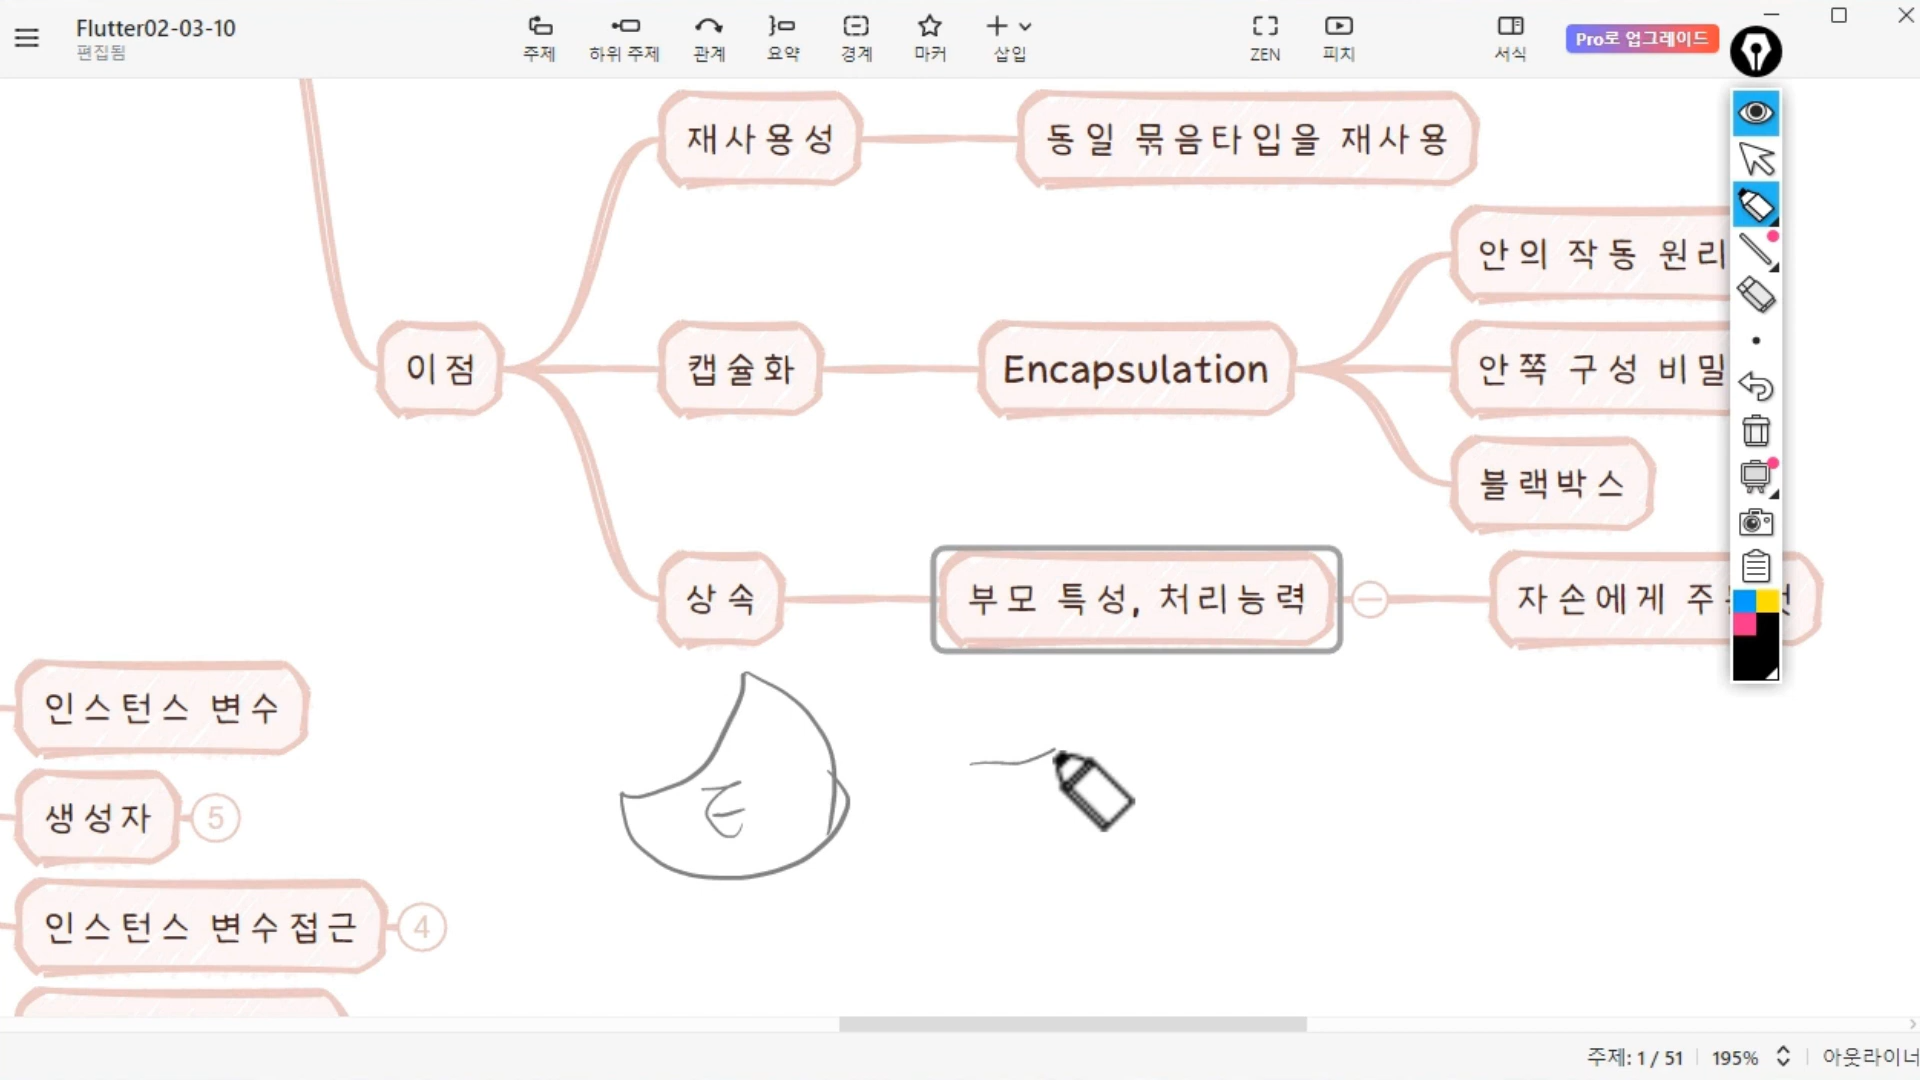 Flutter02-03-10
편집됨
주제
하위 주제
관계
요약
경계
마커
삽입
ZEN
피치
서식
Pro로 업그레이드
재사용성
동일 묶음타입을 재사용
안의 작동 원리
이점
캡슐화
Encapsulation
안쪽 구성 비밀
블랙박스
상속
부모 특성, 처리능력
자손에게
인스턴스 변수
생성자
5
인스턴스 변수접근
4
주제: 1 / 51
195%
아웃라이너